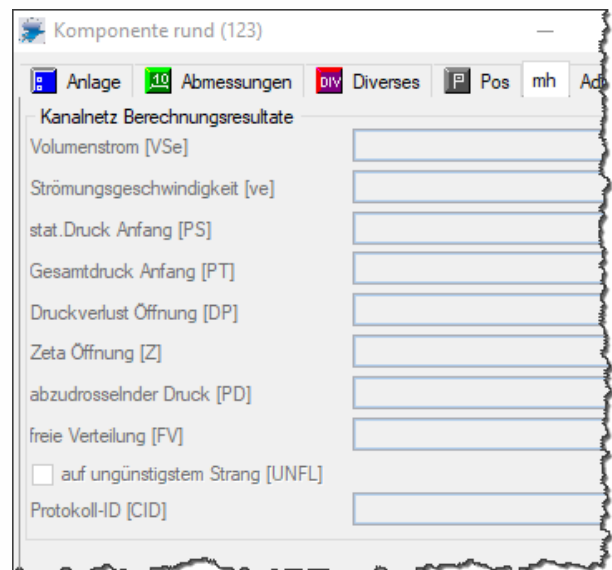 Komponente rund (123)
Anlage 10 Abmessungen DIV Diverses P Pos mh
Kanalnetz Berechnungsresultate
Volumenstrom [VSe]
Strömungsgeschwindigkeit [ve]
stat.Druck Anfang [PS]
Gesamtdruck Anfang [PT]
Druckverlust Öffnung [DP]
Zeta Öffnung [Z]
abzudrosselnder Druck [PD]
freie Verteilung [FV]
auf ungünstigstem Strang [UNFL]
Protokoll-ID [CID]